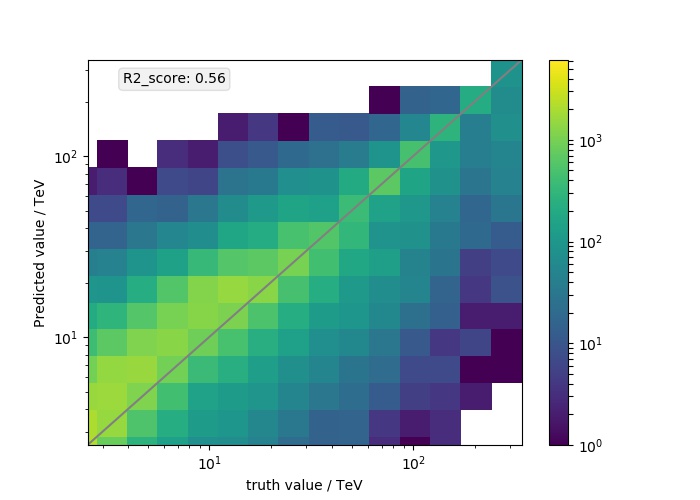 R2_score: 0.56
10²
10¹
Predicted value / TeV
10¹
10²
truth value / TeV
10³
10²
10¹
10⁰